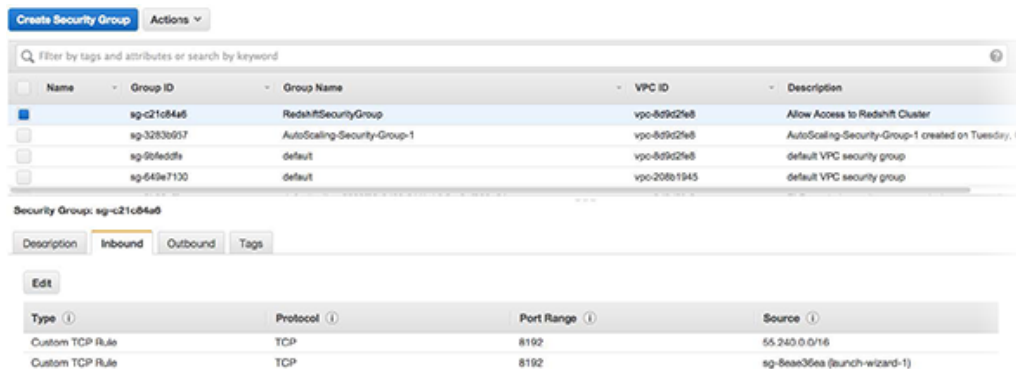 Create Security Group Actions
Filter by tags and attributes or search by keyword
Name Group ID Group Name VPC ID Description
sg-c21c84a6 RedshiftSecurityGroup vpc-8d9d2fe8 Allow Access to Redshift Cluster
sg-3283b957 AutoScaling-Security-Group-1 vpc-8d9d2fe8 AutoScaling-Security-Group-1 created on Tuesday,
sg-9bfeddfe default vpc-8d9d2fe8 default VPC security group
sg-649e7100 default vpc-208b1945 default VPC security group
Security Group: sg-c21c84a6
Description Inbound Outbound Tags
Edit
Type Protocol Port Range Source
Custom TCP Rule TCP 8192 55.240.0.0/16
Custom TCP Rule TCP 8192 sg-8eae36ea (launch-wizard-1)